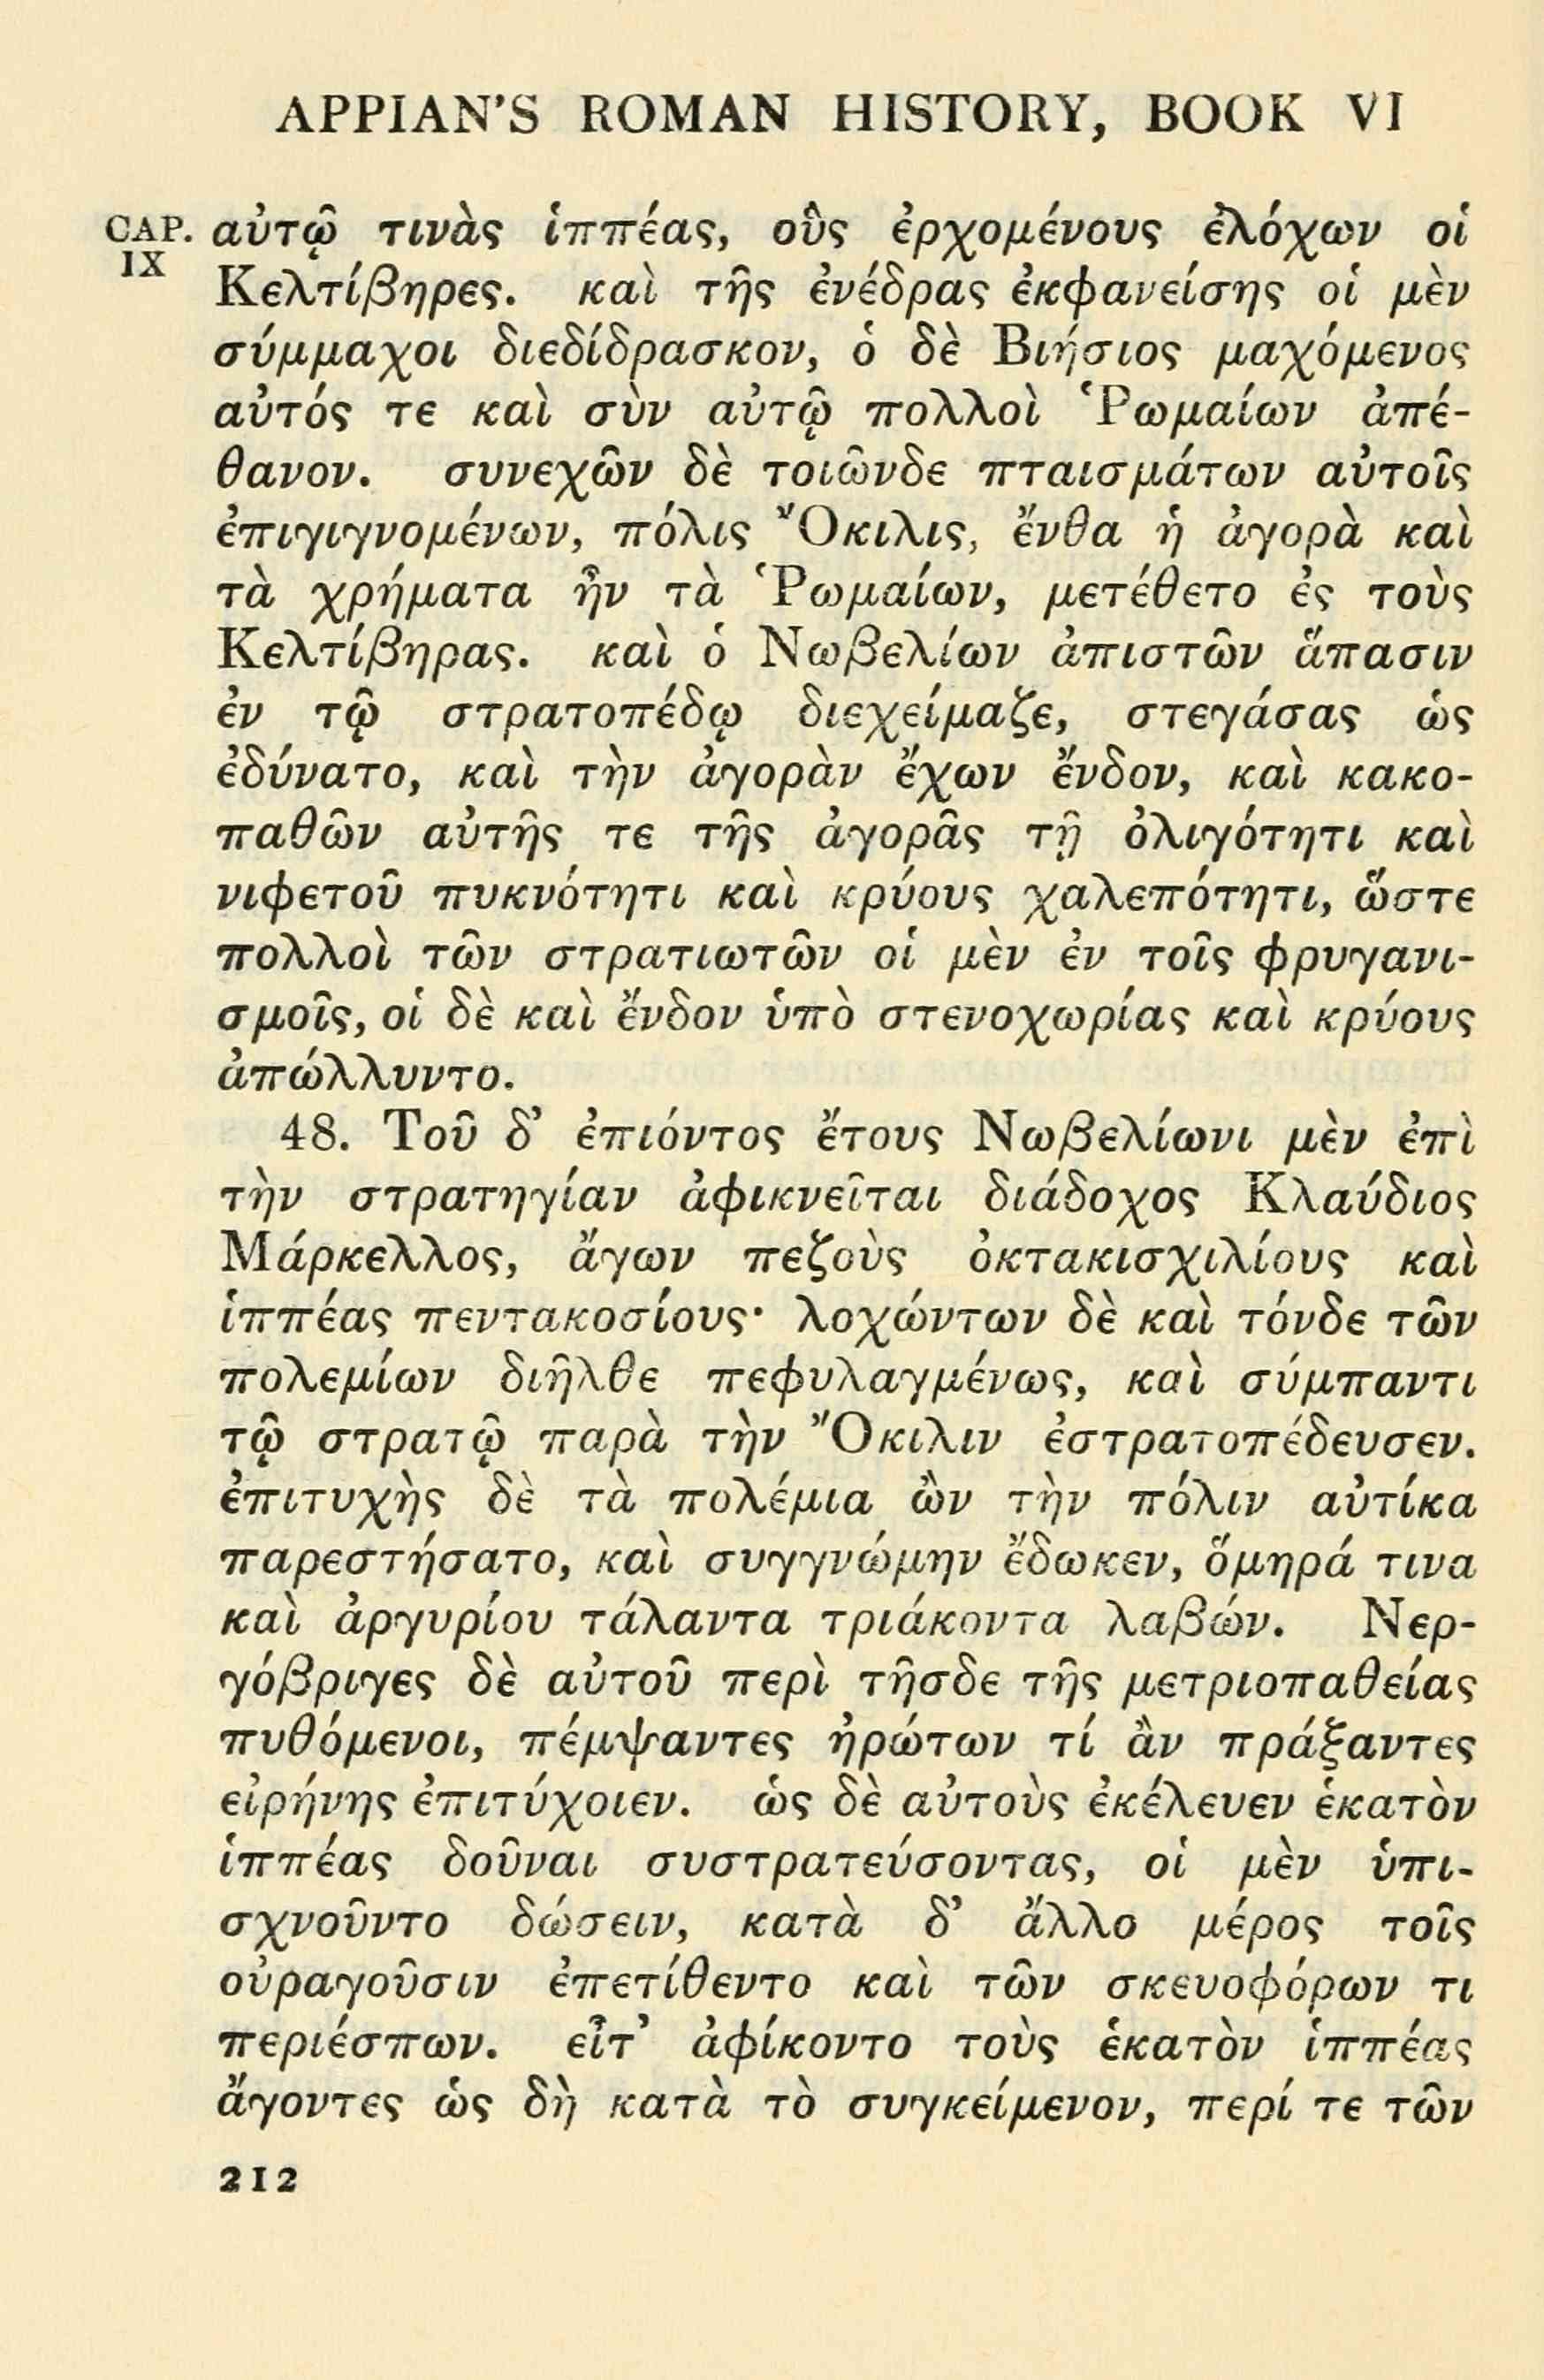 APPIAN'S ROMAN HISTORY, BOOK VI
CAP. IX
αὐτῷ τινὰς ἱππέας, οὓς ἐρχομένους ἐλόχων οἱ
Κελτίβηρες. καὶ τῆς ἐνέδρας ἐκφανείσης οἱ μὲν
σύμμαχοι διεδίδρασκον, ὁ δὲ Βιήσιος μαχόμενος
αὐτός τε καὶ σὺν αὐτῷ πολλοὶ Ῥωμαίων ἀπέ-
θανον. συνεχῶν δὲ τοιῶνδε πταισμάτων αὐτοῖς
ἐπιγιγνομένων, πόλις Ὄκιλις, ἔνθα ἡ ἀγορὰ καὶ
τὰ χρήματα ἦν τὰ Ῥωμαίων, μετέθετο ἐς τοὺς
Κελτίβηρας. καὶ ὁ Νωβελίων ἀπιστῶν ἅπασιν
ἐν τῷ στρατοπέδῳ διεχείμαζε, στεγάσας ὡς
ἐδύνατο, καὶ τὴν ἀγορὰν ἔχων ἔνδον, καὶ κακο-
παθῶν αὐτῆς τε τῆς ἀγορᾶς τῇ ὀλιγότητι καὶ
νιφετοῦ πυκνότητι καὶ κρύους χαλεπότητι, ὥστε
πολλοὶ τῶν στρατιωτῶν οἱ μὲν ἐν τοῖς φρυγανι-
σμοῖς, οἱ δὲ καὶ ἔνδον ὑπὸ στενοχωρίας καὶ κρύους
ἀπώλλυντο.
48. Τοῦ δ' ἐπιόντος ἔτους Νωβελίωνι μὲν ἐπὶ
τὴν στρατηγίαν ἀφικνεῖται διάδοχος Κλαύδιος
Μάρκελλος, ἄγων πεζοὺς ὀκτακισχιλίους καὶ
ἱππέας πεντακοσίους· λοχώντων δὲ καὶ τόνδε τῶν
πολεμίων διῆλθε πεφυλαγμένως, καὶ σύμπαντι
τῷ στρατῷ παρὰ τὴν Ὄκιλιν ἐστρατοπέδευσεν.
ἐπιτυχὴς δὲ τὰ πολέμια ὢν τὴν πόλιν αὐτίκα
παρεστήσατο, καὶ συγγνώμην ἔδωκεν, ὅμηρά τινα
καὶ ἀργυρίου τάλαντα τριάκοντα λαβών. Νερ-
γόβριγες δὲ αὐτοῦ περὶ τῆσδε τῆς μετριοπαθείας
πυθόμενοι, πέμψαντες ἠρώτων τί ἂν πράξαντες
εἰρήνης ἐπιτύχοιεν. ὡς δὲ αὐτοὺς ἐκέλευεν ἑκατὸν
ἱππέας δοῦναι συστρατεύσοντας, οἱ μὲν ὑπι-
σχνοῦντο δώσειν, κατὰ δ' ἄλλο μέρος τοῖς
οὐραγοῦσιν ἐπετίθεντο καὶ τῶν σκευοφόρων τι
περιέσπων. εἶτ' ἀφίκοντο τοὺς ἑκατὸν ἱππέας
ἄγοντες ὡς δὴ κατὰ τὸ συγκείμενον, περί τε τῶν
212